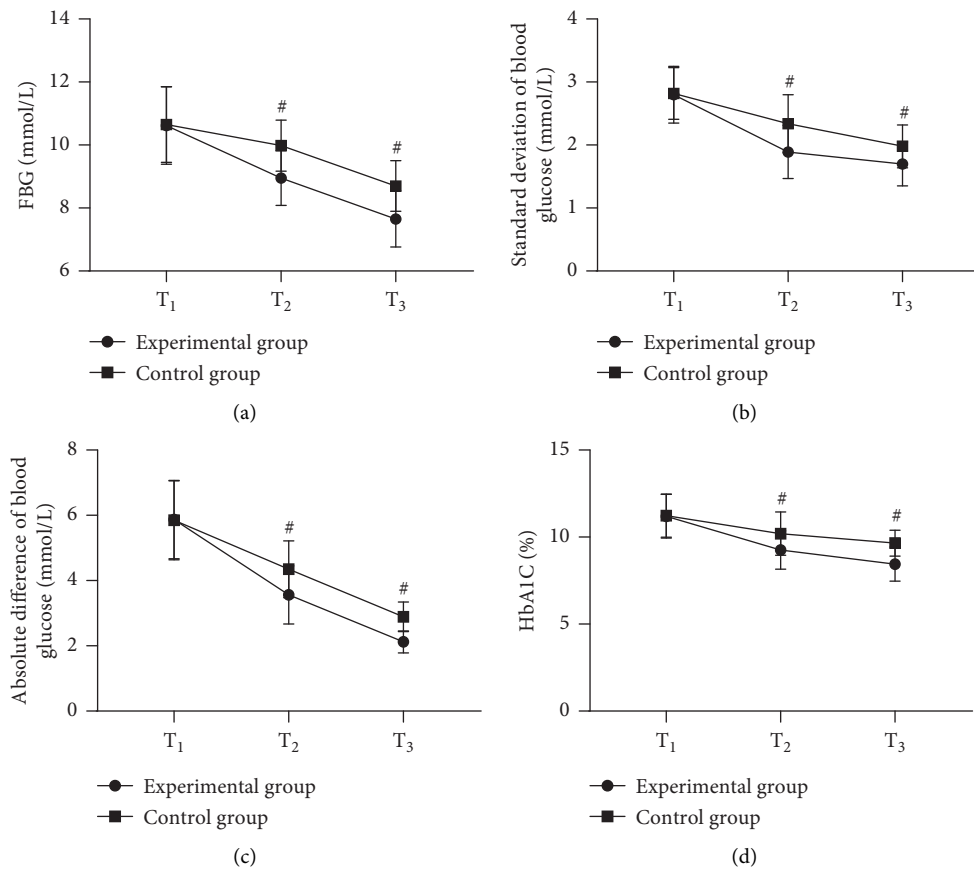 14
12
10
8
6
FBG (mmol/L)
#
#
T1
T2
T3
Experimental group
Control group
(a)
4
3
2
1
0
Standard deviation of blood
glucose (mmol/L)
#
#
T1
T2
T3
Experimental group
Control group
(b)
8
6
4
2
0
Absolute difference of blood
glucose (mmol/L)
#
#
T1
T2
T3
Experimental group
Control group
(c)
15
10
5
0
HbA1C (%)
#
#
T1
T2
T3
Experimental group
Control group
(d)